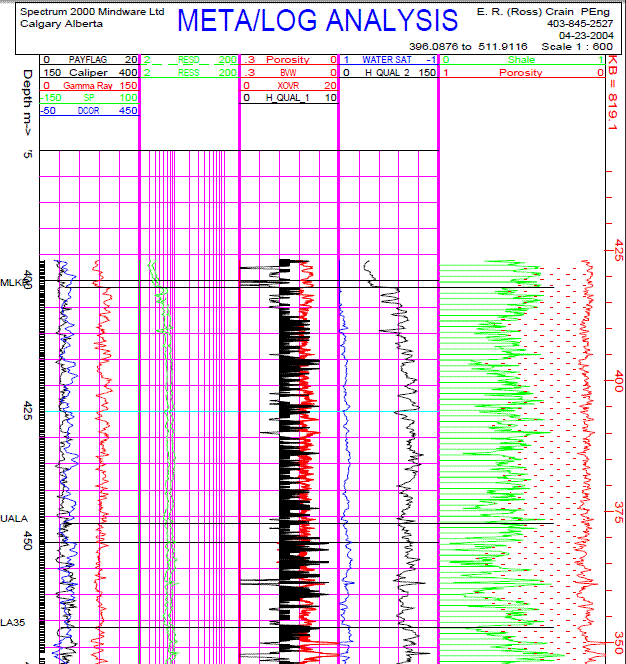 Spectrum 2000 Mindware Ltd
Calgary Alberta
META/LOG ANALYSIS
E. R. (Ross) Crain PEng
403-845-2527
04-23-2004
396.0876 to 511.9116 Scale 1 : 600
0 PAYFLAG 20
150 Caliper 400
0 Gamma Ray 150
-150 SP 100
-50 DCOR 450
2 RESD 200
2 RESS 200
.3 Porosity 0
.3 BVW 0
0 XOVR 20
0 H_QUAL_1 10
1 WATER SAT -1
0 H_QUAL_2 150
0 Shale 1
1 Porosity 0
KB = 819.1
Depth m->
'5
425
400
MLK
400
425
375
UALA
450
LA35
350